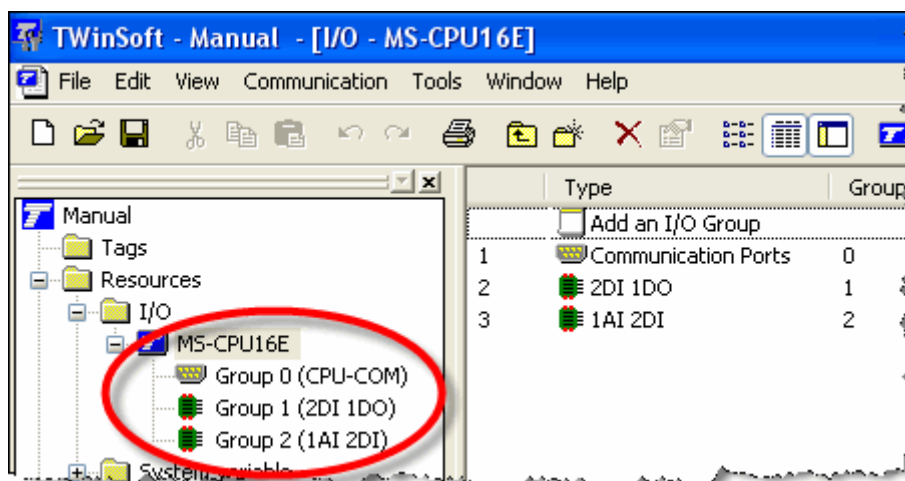 TWinSoft - Manual - [I/O - MS-CPU16E]
File Edit View Communication Tools Window Help
Manual
Tags
Resources
I/O
MS-CPU16E
Group 0 (CPU-COM)
Group 1 (2DI 1DO)
Group 2 (1AI 2DI)
System variable
Type Group
Add an I/O Group
1 Communication Ports 0
2 2DI 1DO 1
3 1AI 2DI 2